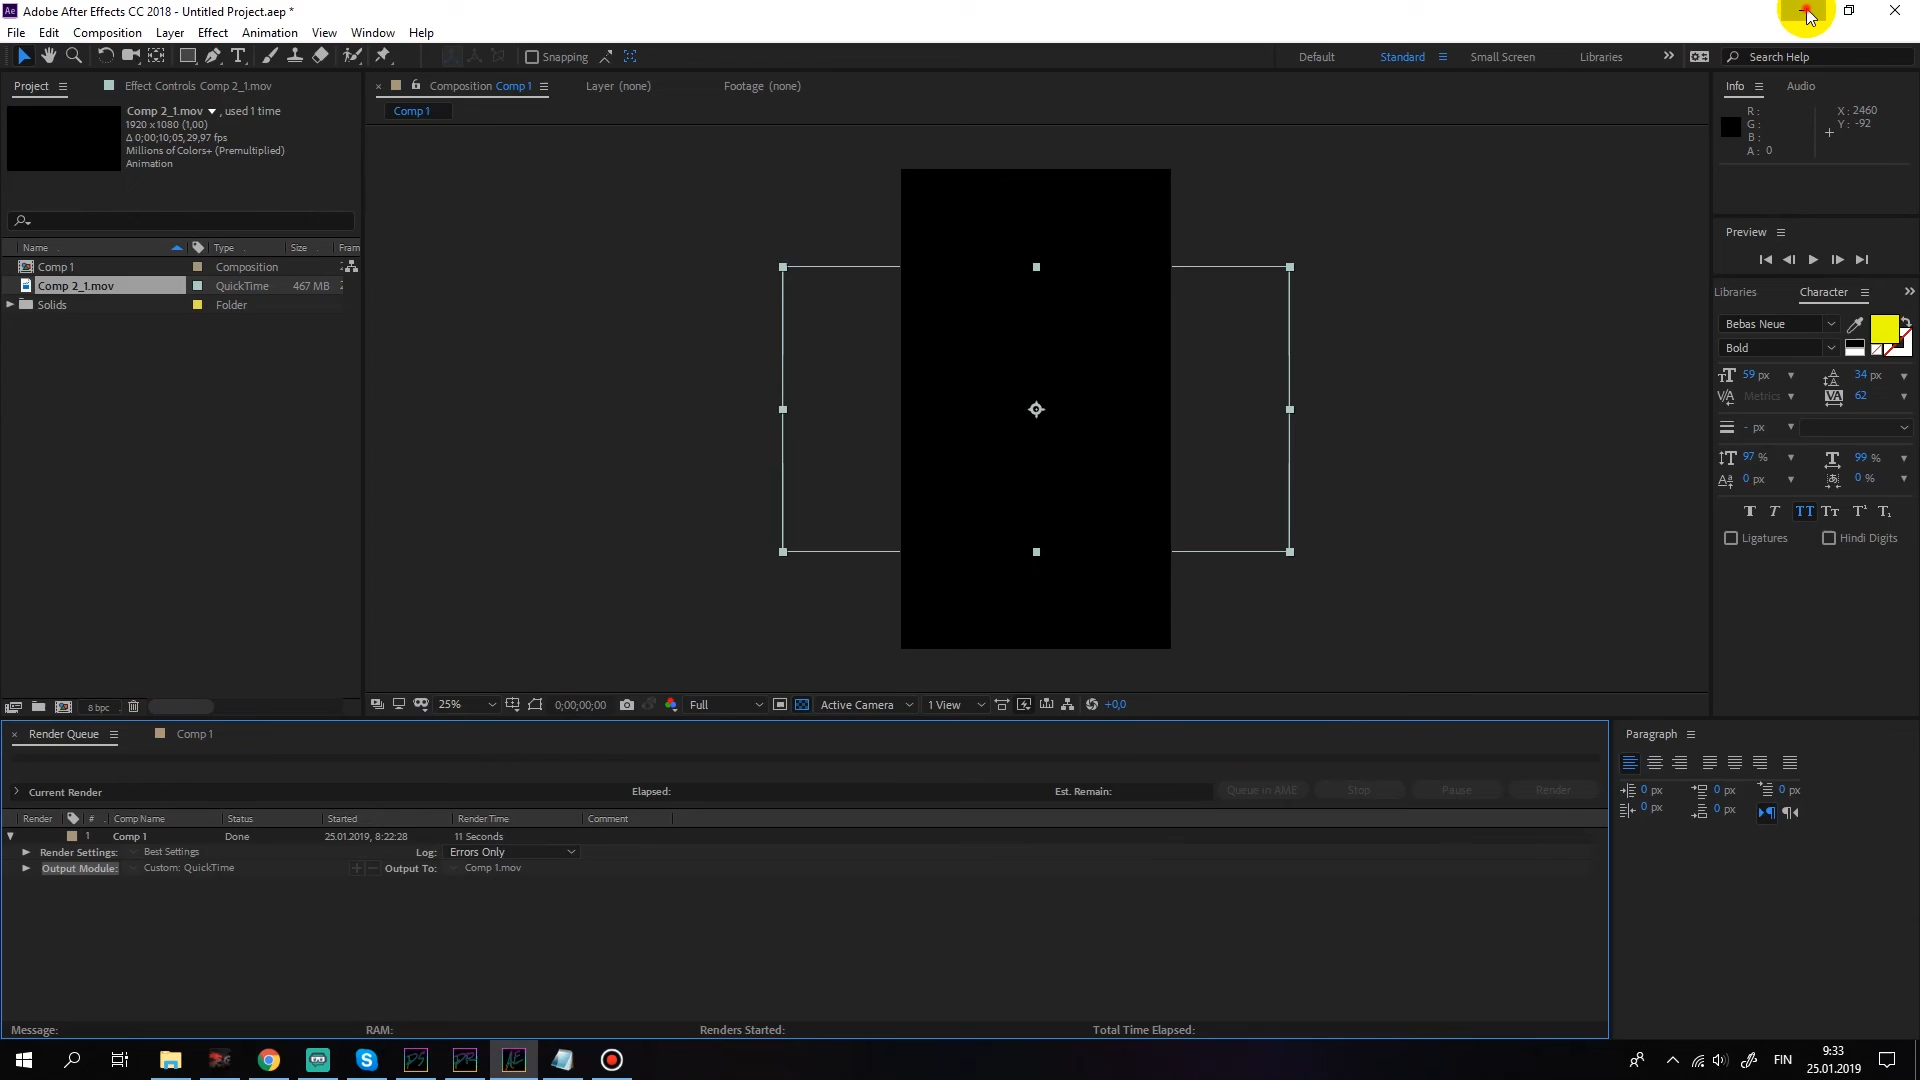 Adobe After Effects CC 2018 - Untitled Project.aep *
File Edit Composition Layer Effect Animation View Window Help
Snapping Default Standard Small Screen Libraries Search Help
Project Effect Controls Comp 2_1.mov Composition Comp 1 Layer (none) Footage (none) Info Audio
Comp 1
Comp 2_1.mov , used 1 time
1920 x 1080 (1,00)
Δ 0;00;10;05, 29,97 fps
Millions of Colors+ (Premultiplied)
Animation
R: X: 2460
G: Y: -92
B:
A: 0
Preview
Name Type Size Fram
Comp 1 Composition
Comp 2_1.mov QuickTime 467 MB
Solids Folder
Libraries Character
Bebas Neue
Bold
59 px 34 px
Metrics 62
- px
97 % 99 %
0 px 0 %
Ligatures Hindi Digits
8 bpc 25% 0;00;00;00 Full Active Camera 1 View +0,0
Render Queue Comp 1 Paragraph
Current Render Elapsed: Est. Remain: Queue in AME Stop Pause Render
0 px 0 px 0 px
0 px 0 px
Render # Comp Name Status Started Render Time Comment
1 Comp 1 Done 25.01.2019, 8:22:28 11 Seconds
Render Settings: Best Settings Log: Errors Only
Output Module: Custom: QuickTime Output To: Comp 1.mov
Message: RAM: Renders Started: Total Time Elapsed:
PS PR AE FIN 9:33
25.01.2019